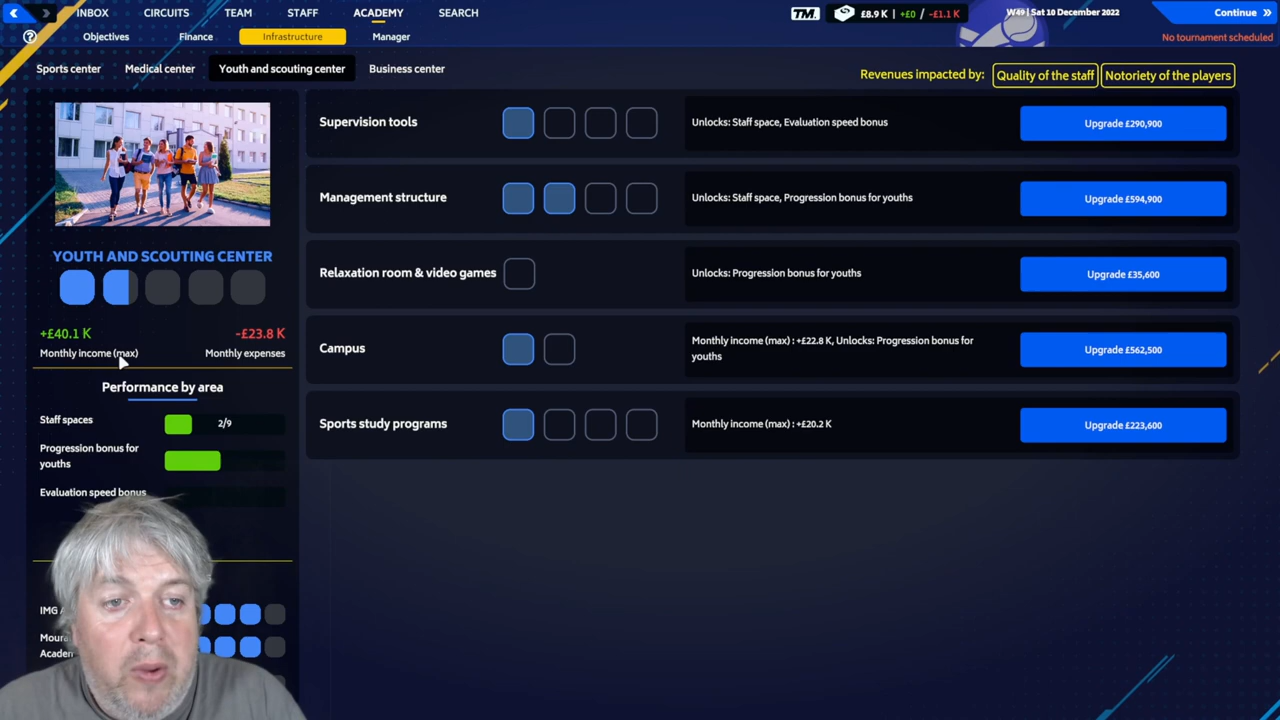 INBOX CIRCUITS TEAM STAFF ACADEMY SEARCH
TM. £8.9 K | +£0 / -£1.1 K W49 | Sat 10 December 2022 Continue
Objectives Finance Infrastructure Manager No tournament scheduled
Sports center Medical center Youth and scouting center Business center
Revenues impacted by: Quality of the staff Notoriety of the players
Supervision tools
Unlocks: Staff space, Evaluation speed bonus
Upgrade £290,900
Management structure
Unlocks: Staff space, Progression bonus for youths
Upgrade £594,900
Relaxation room & video games
Unlocks: Progression bonus for youths
Upgrade £35,600
Campus
Monthly income (max) : +£22.8 K, Unlocks: Progression bonus for
youths
Upgrade £562,500
Sports study programs
Monthly income (max) : +£20.2 K
Upgrade £223,600
YOUTH AND SCOUTING CENTER
+£40.1 K -£23.8 K
Monthly income (max) Monthly expenses
Performance by area
Staff spaces 2/9
Progression bonus for
youths
Evaluation speed bonus
IMG A
Moura
Academ